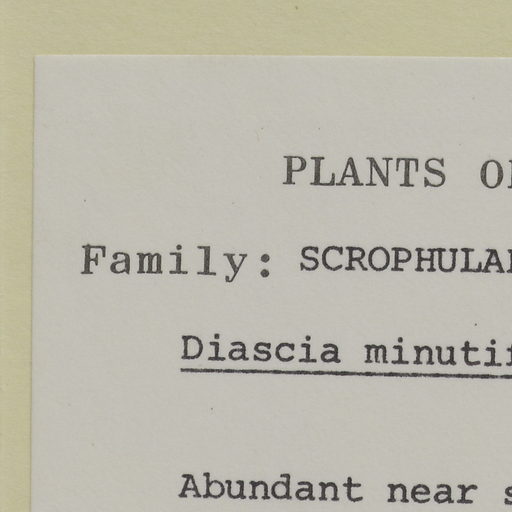 PLANTS O
Family: SCROPHULA
Diascia minuti
Abundant near